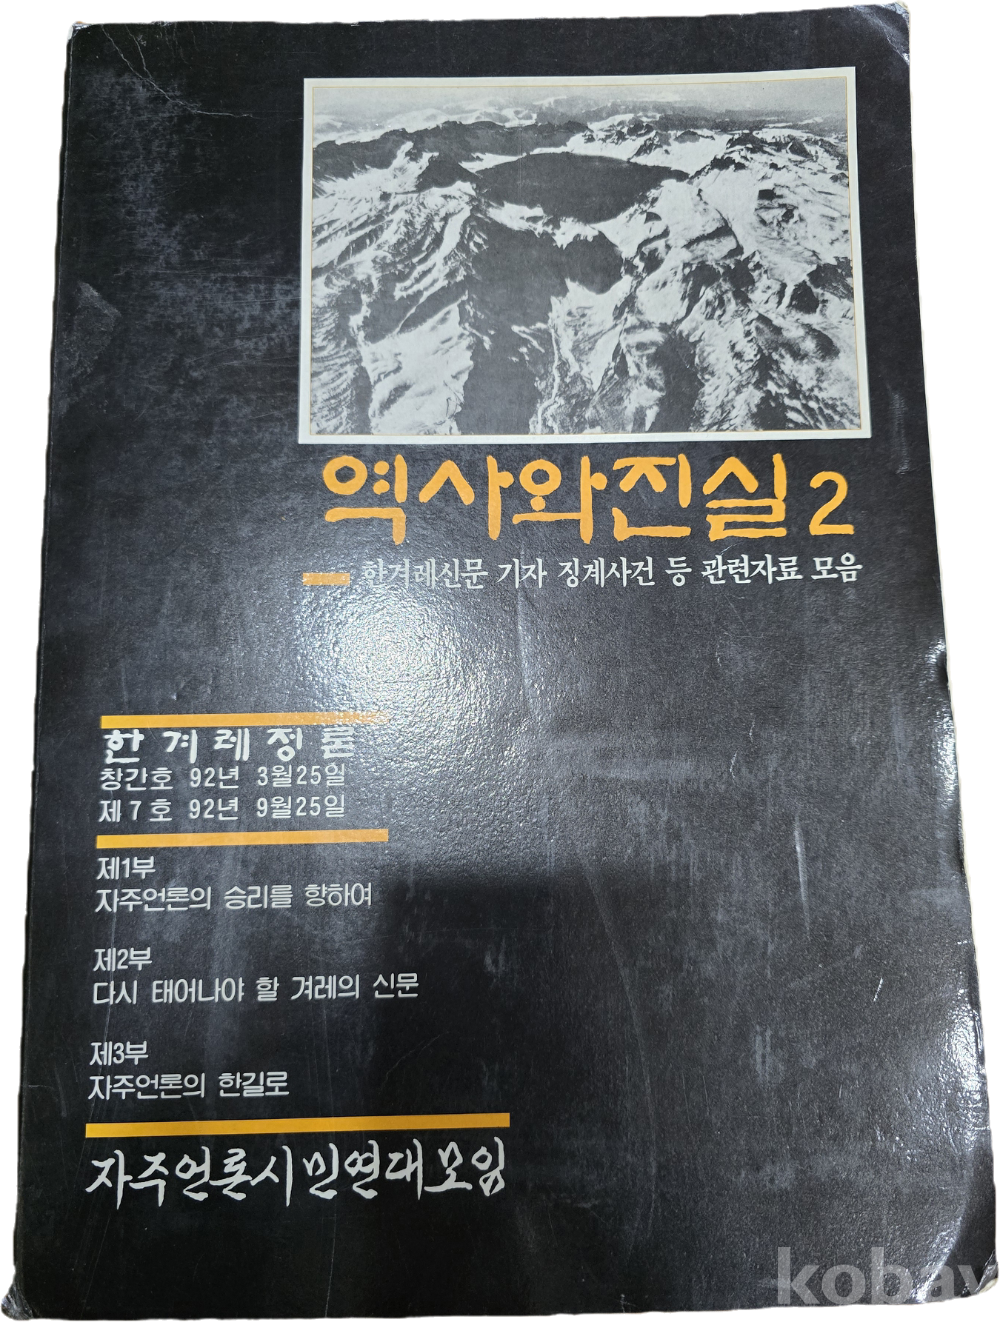 역사와진실2
한겨레신문 기자 징계사건 등 관련자료 모음
한겨레정론
창간호 92년 3월25일
제7호 92년 9월25일
제1부
자주언론의 승리를 향하여
제2부
다시 태어나야 할 겨레의 신문
제3부
자주언론의 한길로
자주언론시민연대모임
kobay